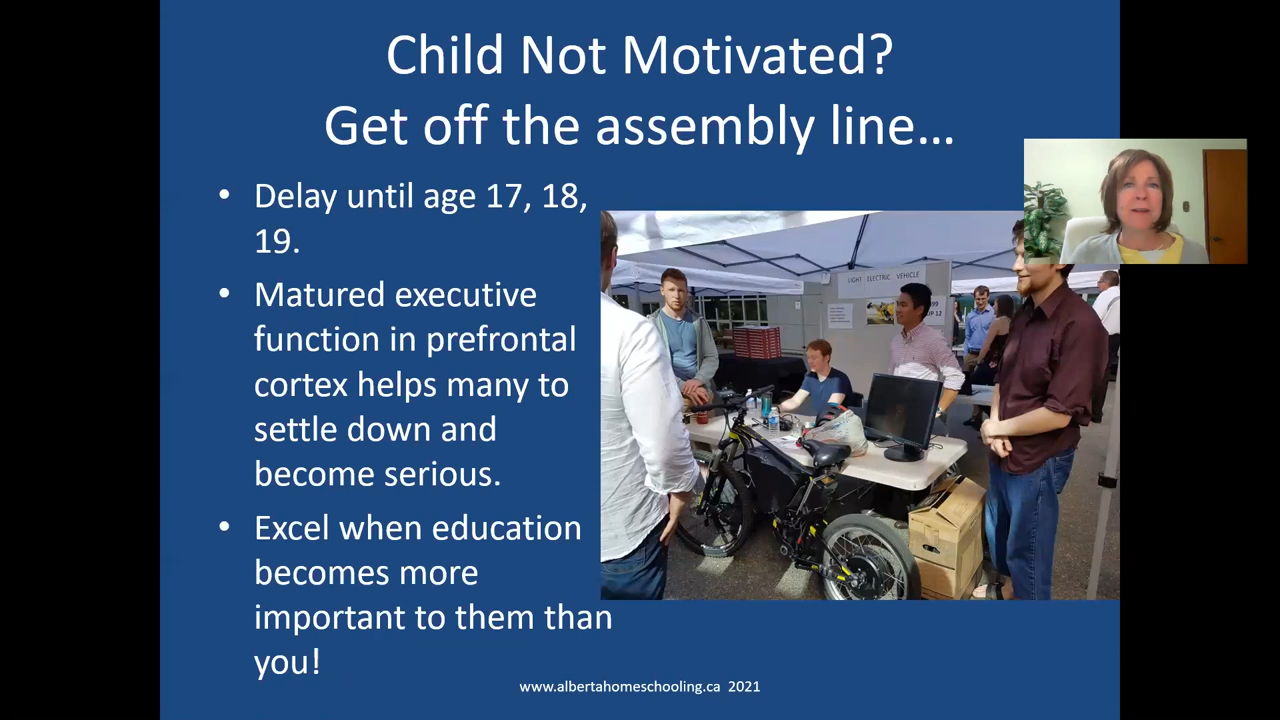 Child Not Motivated?
Get off the assembly line...
• Delay until age 17, 18,
19.
• Matured executive
function in prefrontal
cortex helps many to
settle down and
become serious.
• Excel when education
becomes more
important to them than
you!
LIGHT ELECTRIC VEHICLE
www.albertahomeschooling.ca 2021